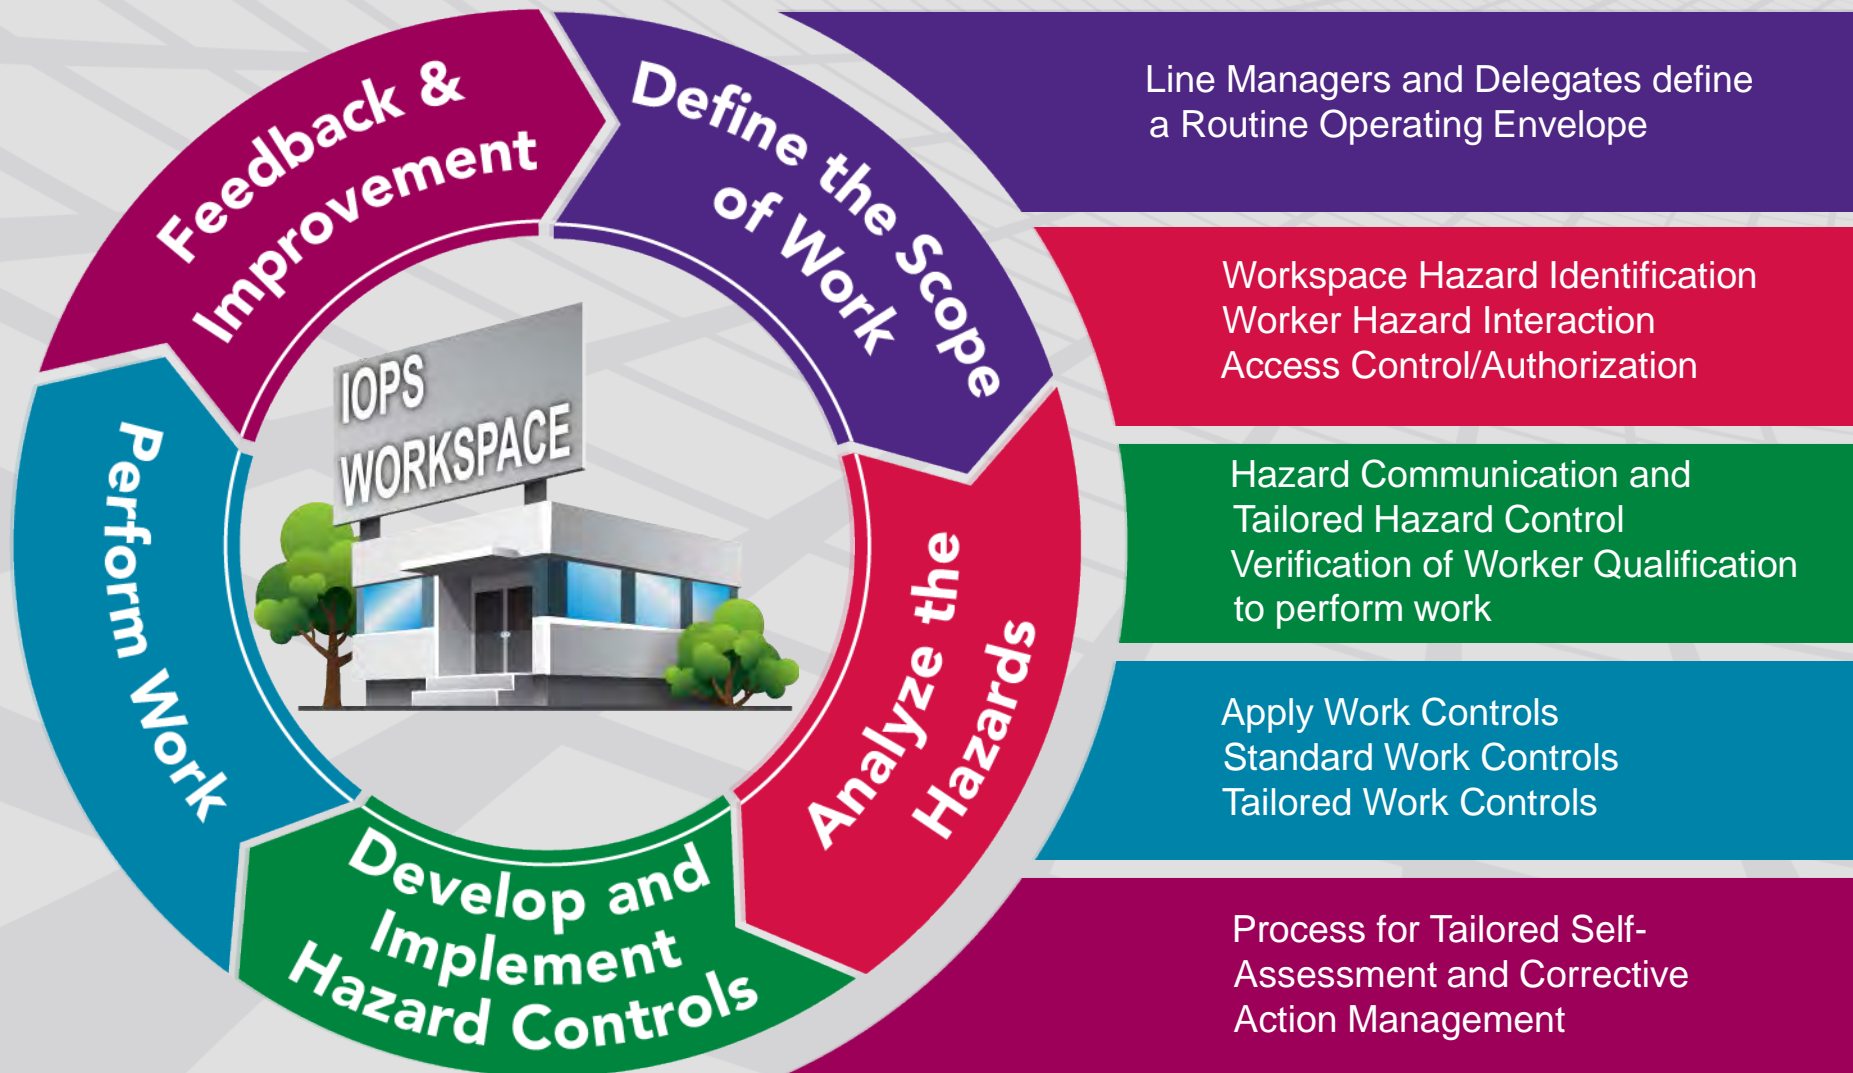 Feedback &
Improvement
Define the Scope
of Work
Analyze the
Hazards
Develop and
Implement
Hazard Controls
Perform Work
IOPS
WORKSPACE
Line Managers and Delegates define
a Routine Operating Envelope
Workspace Hazard Identification
Worker Hazard Interaction
Access Control/Authorization
Hazard Communication and
Tailored Hazard Control
Verification of Worker Qualification
to perform work
Apply Work Controls
Standard Work Controls
Tailored Work Controls
Process for Tailored Self-
Assessment and Corrective
Action Management